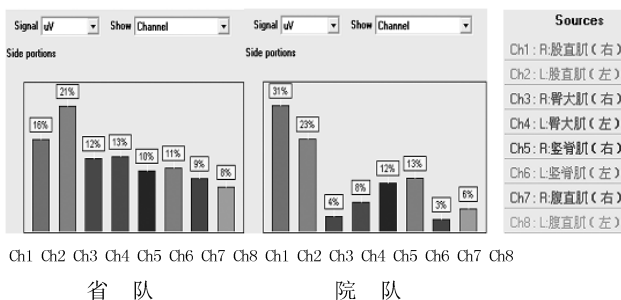 Signal uV Show Channel
Side portions
16%
21%
12%
13%
10%
11%
9%
8%
Ch1 Ch2 Ch3 Ch4 Ch5 Ch6 Ch7 Ch8
省 队
Signal uV Show Channel
Side portions
31%
23%
4%
8%
12%
13%
3%
6%
Ch1 Ch2 Ch3 Ch4 Ch5 Ch6 Ch7 Ch8
院 队
Sources
Ch1: R:股直肌(右)
Ch2: L:股直肌(左)
Ch3: R:臀大肌(右)
Ch4: L:臀大肌(左)
Ch5: R:竖脊肌(右)
Ch6: L:竖脊肌(左)
Ch7: R:腹直肌(右)
Ch8: L:腹直肌(左)